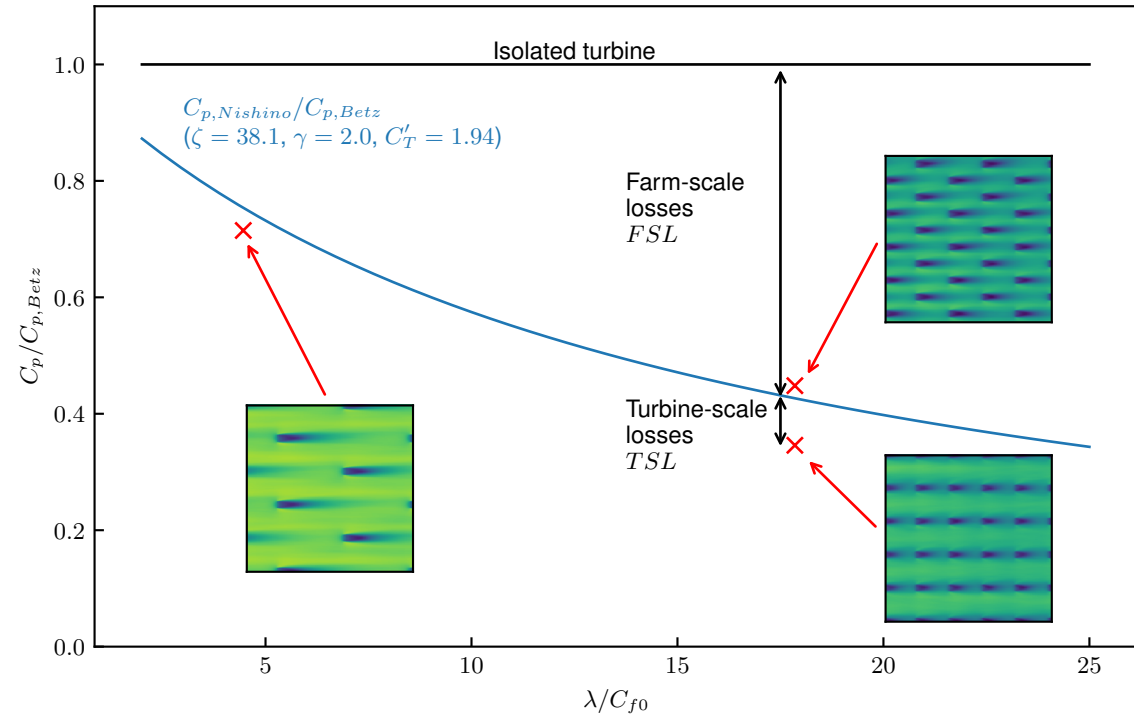 Isolated turbine
1.0
C_{p,Nishino}/C_{p,Betz}
(ζ = 38.1, γ = 2.0, C'_T = 1.94)
0.8
Farm-scale
losses
FSL
0.6
C_p/C_{p,Betz}
0.4
Turbine-scale
losses
TSL
0.2
0.0
5 10 15 20 25
λ/C_{f0}